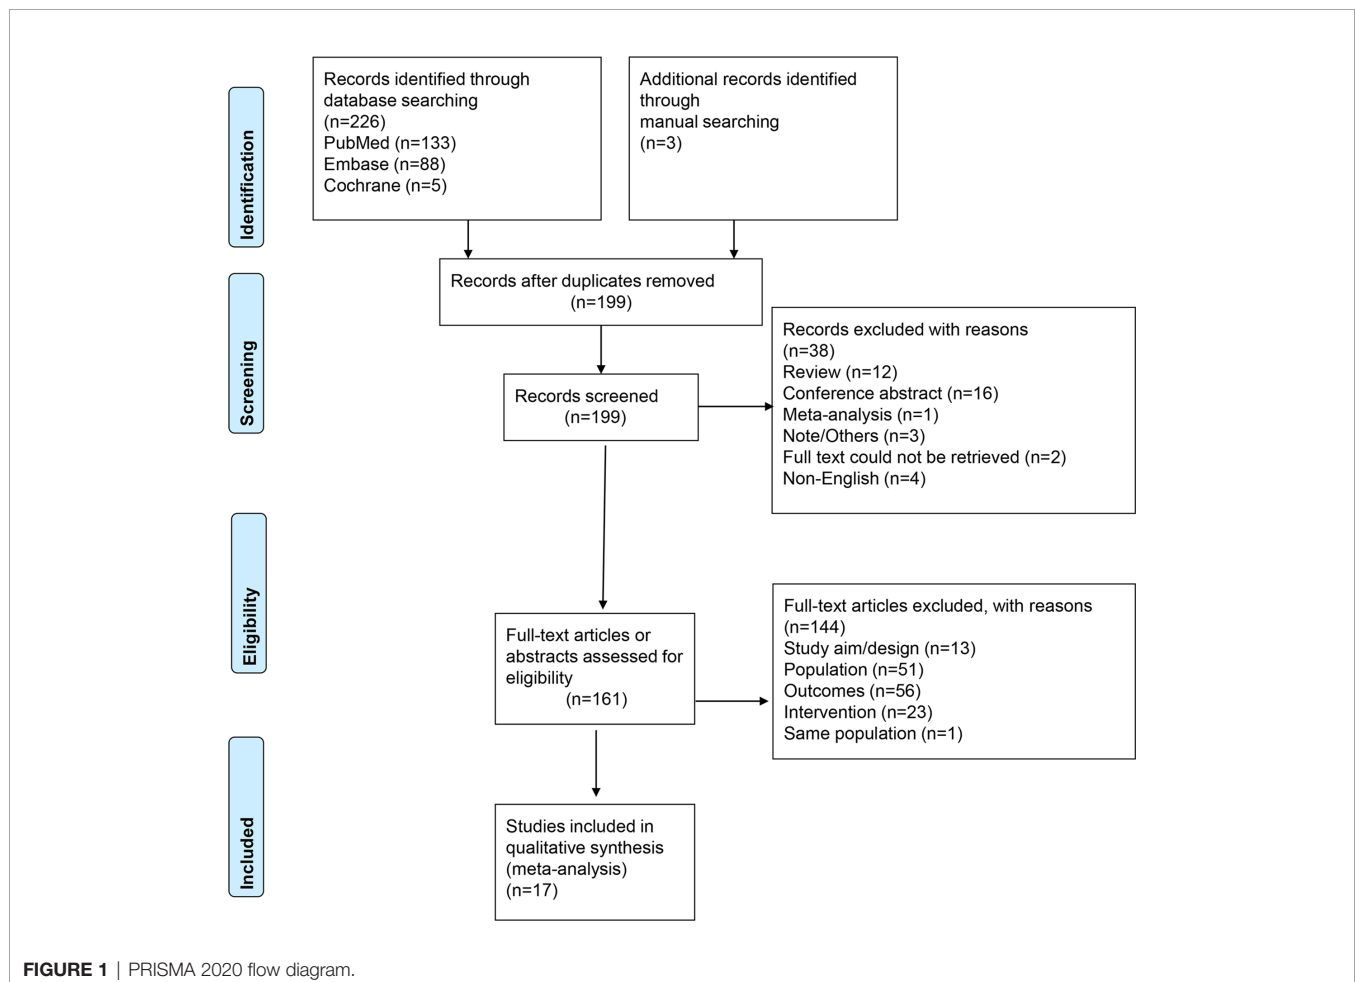 Identification
Records identified through
database searching
(n=226)
PubMed (n=133)
Embase (n=88)
Cochrane (n=5)
Additional records identified
through
manual searching
(n=3)
Screening
Records after duplicates removed
(n=199)
Records screened
(n=199)
Records excluded with reasons
(n=38)
Review (n=12)
Conference abstract (n=16)
Meta-analysis (n=1)
Note/Others (n=3)
Full text could not be retrieved (n=2)
Non-English (n=4)
Eligibility
Full-text articles or
abstracts assessed for
eligibility
(n=161)
Full-text articles excluded, with reasons
(n=144)
Study aim/design (n=13)
Population (n=51)
Outcomes (n=56)
Intervention (n=23)
Same population (n=1)
Included
Studies included in
qualitative synthesis
(meta-analysis)
(n=17)
FIGURE 1 | PRISMA 2020 flow diagram.